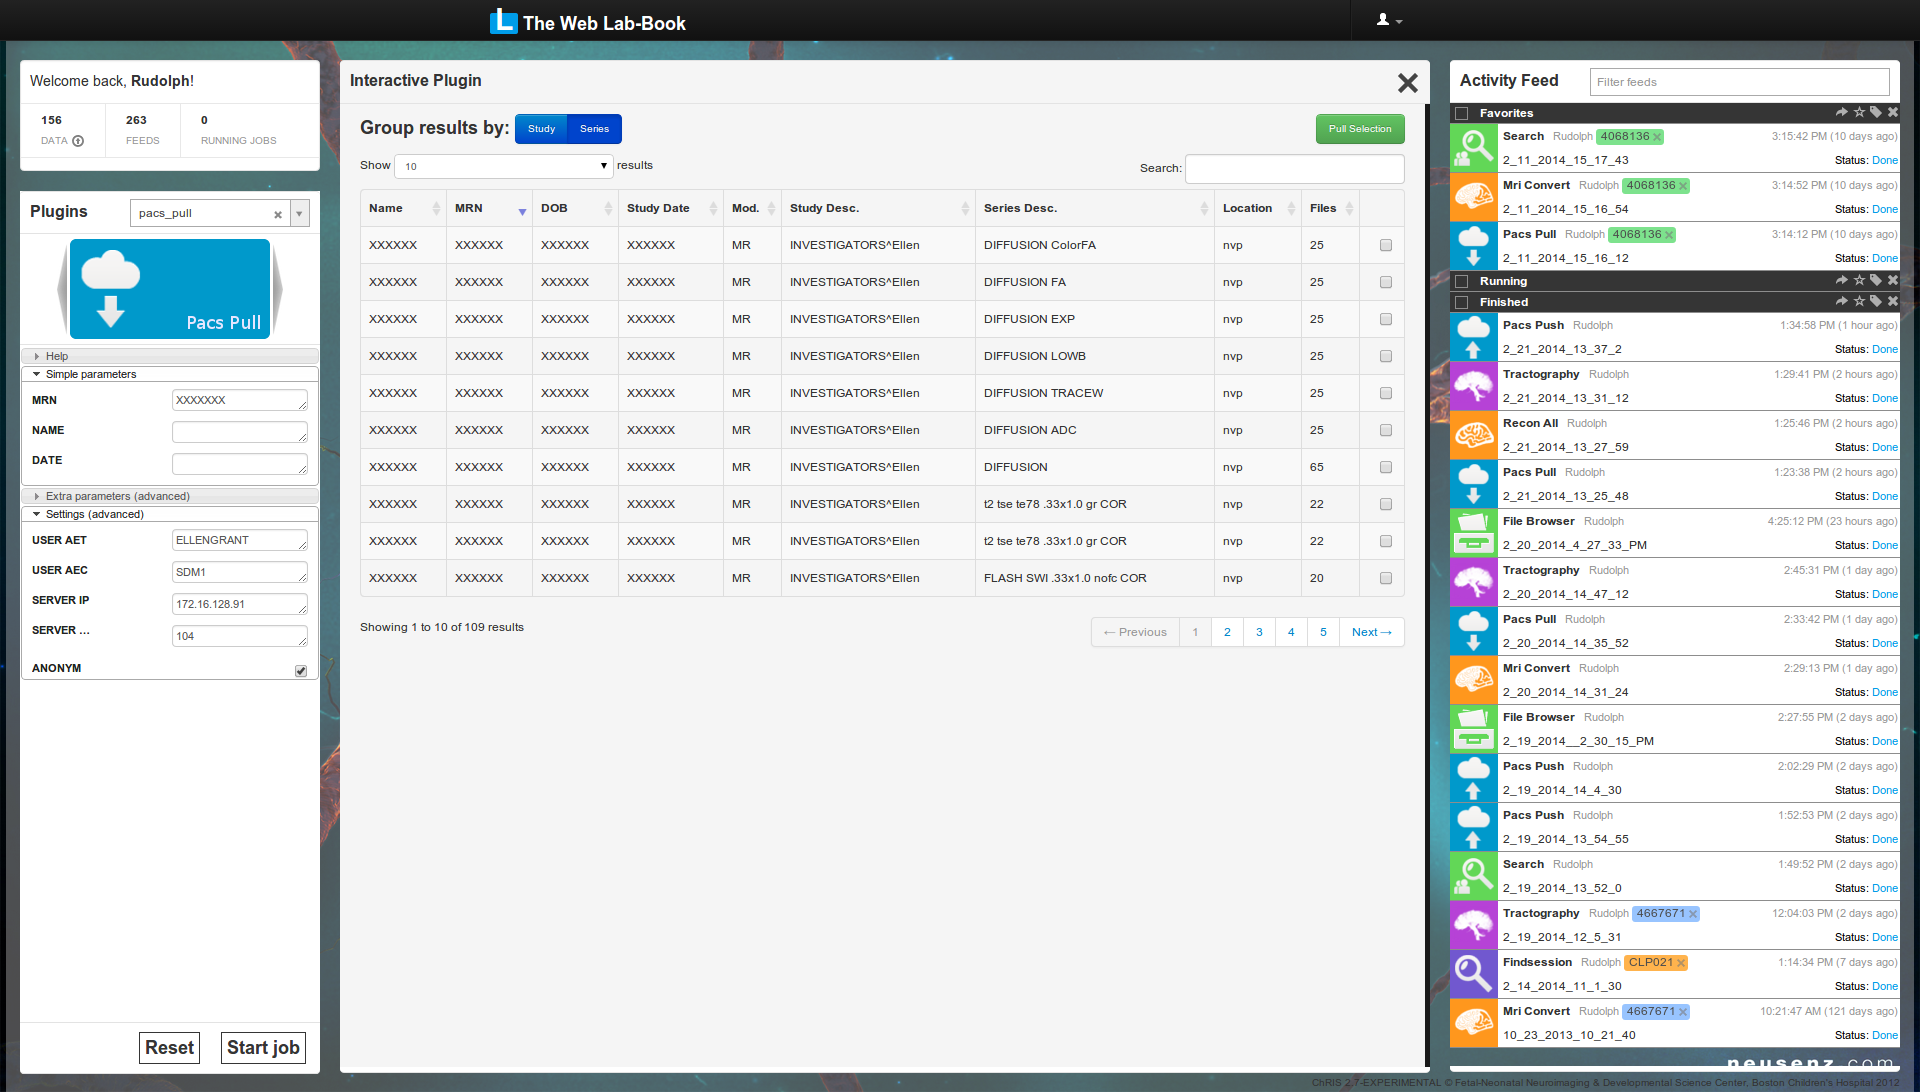 L The Web Lab-Book
Welcome back, Rudolph!
156 263 0
DATA FEEDS RUNNING JOBS
Plugins pacs_pull
Pacs Pull
Help
Simple parameters
MRN XXXXXXX
NAME
DATE
Extra parameters (advanced)
Settings (advanced)
USER AET ELLENGRANT
USER AEC SDM1
SERVER IP 172.16.128.91
SERVER ... 104
ANONYM
Reset Start job
Interactive Plugin
Group results by: Study Series Pull Selection
Show 10 results Search:
Name MRN DOB Study Date Mod. Study Desc. Series Desc. Location Files
XXXXXX XXXXXX XXXXXX XXXXXX MR INVESTIGATORS^Ellen DIFFUSION ColorFA nvp 25
XXXXXX XXXXXX XXXXXX XXXXXX MR INVESTIGATORS^Ellen DIFFUSION FA nvp 25
XXXXXX XXXXXX XXXXXX XXXXXX MR INVESTIGATORS^Ellen DIFFUSION EXP nvp 25
XXXXXX XXXXXX XXXXXX XXXXXX MR INVESTIGATORS^Ellen DIFFUSION LOWB nvp 25
XXXXXX XXXXXX XXXXXX XXXXXX MR INVESTIGATORS^Ellen DIFFUSION TRACEW nvp 25
XXXXXX XXXXXX XXXXXX XXXXXX MR INVESTIGATORS^Ellen DIFFUSION ADC nvp 25
XXXXXX XXXXXX XXXXXX XXXXXX MR INVESTIGATORS^Ellen DIFFUSION nvp 65
XXXXXX XXXXXX XXXXXX XXXXXX MR INVESTIGATORS^Ellen t2 tse te78 .33x1.0 gr COR nvp 22
XXXXXX XXXXXX XXXXXX XXXXXX MR INVESTIGATORS^Ellen t2 tse te78 .33x1.0 gr COR nvp 22
XXXXXX XXXXXX XXXXXX XXXXXX MR INVESTIGATORS^Ellen FLASH SWI .33x1.0 nofc COR nvp 20
Showing 1 to 10 of 109 results ← Previous 1 2 3 4 5 Next →
Activity Feed Filter feeds
Favorites
Search Rudolph 4068136 3:15:42 PM (10 days ago)
2_11_2014_15_17_43 Status: Done
Mri Convert Rudolph 4068136 3:14:52 PM (10 days ago)
2_11_2014_15_16_54 Status: Done
Pacs Pull Rudolph 4068136 3:14:12 PM (10 days ago)
2_11_2014_15_16_12 Status: Done
Running
Finished
Pacs Push Rudolph 1:34:58 PM (1 hour ago)
2_21_2014_13_37_2 Status: Done
Tractography Rudolph 1:29:41 PM (2 hours ago)
2_21_2014_13_31_12 Status: Done
Recon All Rudolph 1:25:46 PM (2 hours ago)
2_21_2014_13_27_59 Status: Done
Pacs Pull Rudolph 1:23:38 PM (2 hours ago)
2_21_2014_13_25_48 Status: Done
File Browser Rudolph 4:25:12 PM (23 hours ago)
2_20_2014_4_27_33_PM Status: Done
Tractography Rudolph 2:45:31 PM (1 day ago)
2_20_2014_14_47_12 Status: Done
Pacs Pull Rudolph 2:33:42 PM (1 day ago)
2_20_2014_14_35_52 Status: Done
Mri Convert Rudolph 2:29:13 PM (1 day ago)
2_20_2014_14_31_24 Status: Done
File Browser Rudolph 2:27:55 PM (2 days ago)
2_19_2014__2_30_15_PM Status: Done
Pacs Push Rudolph 2:02:29 PM (2 days ago)
2_19_2014_14_4_30 Status: Done
Pacs Push Rudolph 1:52:53 PM (2 days ago)
2_19_2014_13_54_55 Status: Done
Search Rudolph 1:49:52 PM (2 days ago)
2_19_2014_13_52_0 Status: Done
Tractography Rudolph 4667671 12:04:03 PM (2 days ago)
2_19_2014_12_5_31 Status: Done
Findsession Rudolph CLP021 1:14:34 PM (7 days ago)
2_14_2014_11_1_30 Status: Done
Mri Convert Rudolph 4667671 10:21:47 AM (121 days ago)
10_23_2013_10_21_40 Status: Done
neusenz.com
ChRIS 2.7-EXPERIMENTAL © Fetal-Neonatal Neuroimaging & Developmental Science Center, Boston Children's Hospital 2012